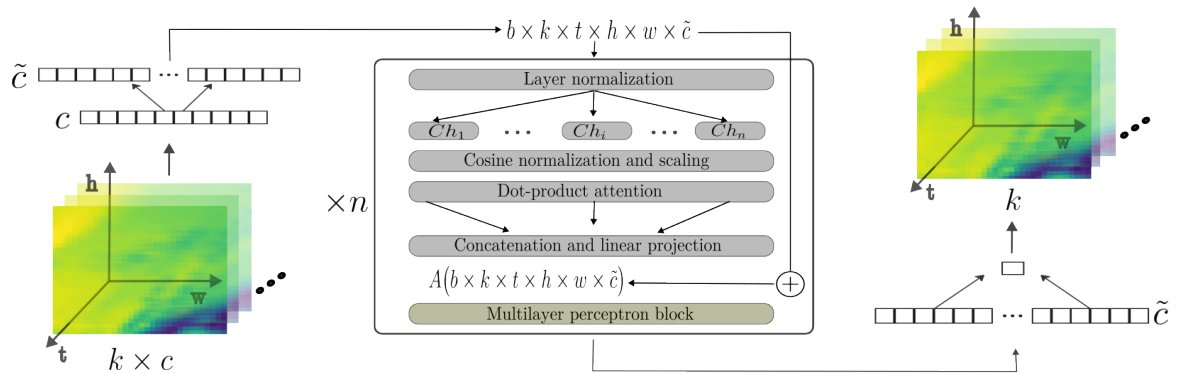 c̃
...
c
h
w
t
...
k × c
b × k × t × h × w × c̃
×n
Layer normalization
Ch₁ ... Chᵢ ... Chₙ
Cosine normalization and scaling
Dot-product attention
Concatenation and linear projection
A(b × k × t × h × w × c̃)
+
Multilayer perceptron block
h
w
t
...
k
... c̃